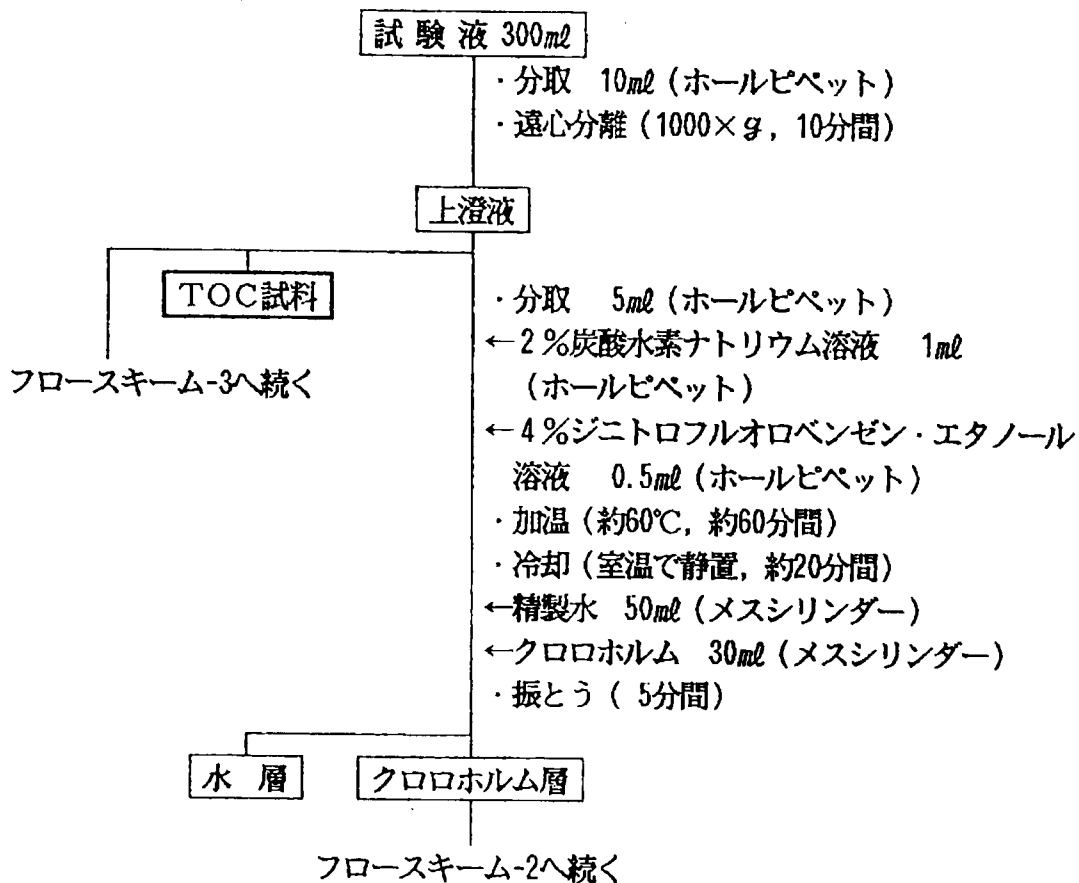 試験液 300ml
・分取 10ml (ホールピペット)
・遠心分離 (1000×g, 10分間)
上澄液
TOC試料
・分取 5ml (ホールピペット)
←2%炭酸水素ナトリウム溶液 1ml
(ホールピペット)
フロースキーム-3へ続く
←4%ジニトロフルオロベンゼン・エタノール
溶液 0.5ml (ホールピペット)
・加温 (約60℃, 約60分間)
・冷却 (室温で静置, 約20分間)
←精製水 50ml (メスシリンダー)
←クロロホルム 30ml (メスシリンダー)
・振とう ( 5分間)
水層
クロロホルム層
フロースキーム-2へ続く